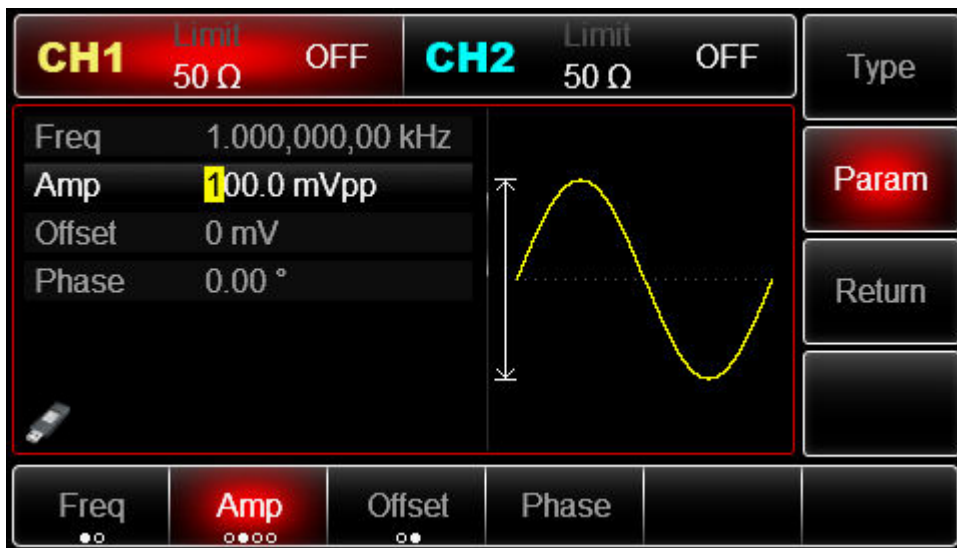 CH1 Limit 50 Ω OFF
CH2 Limit 50 Ω OFF
Type
Freq 1.000,000,00 kHz
Amp 100.0 mVpp
Offset 0 mV
Phase 0.00 °
Param
Return
Freq Amp Offset Phase